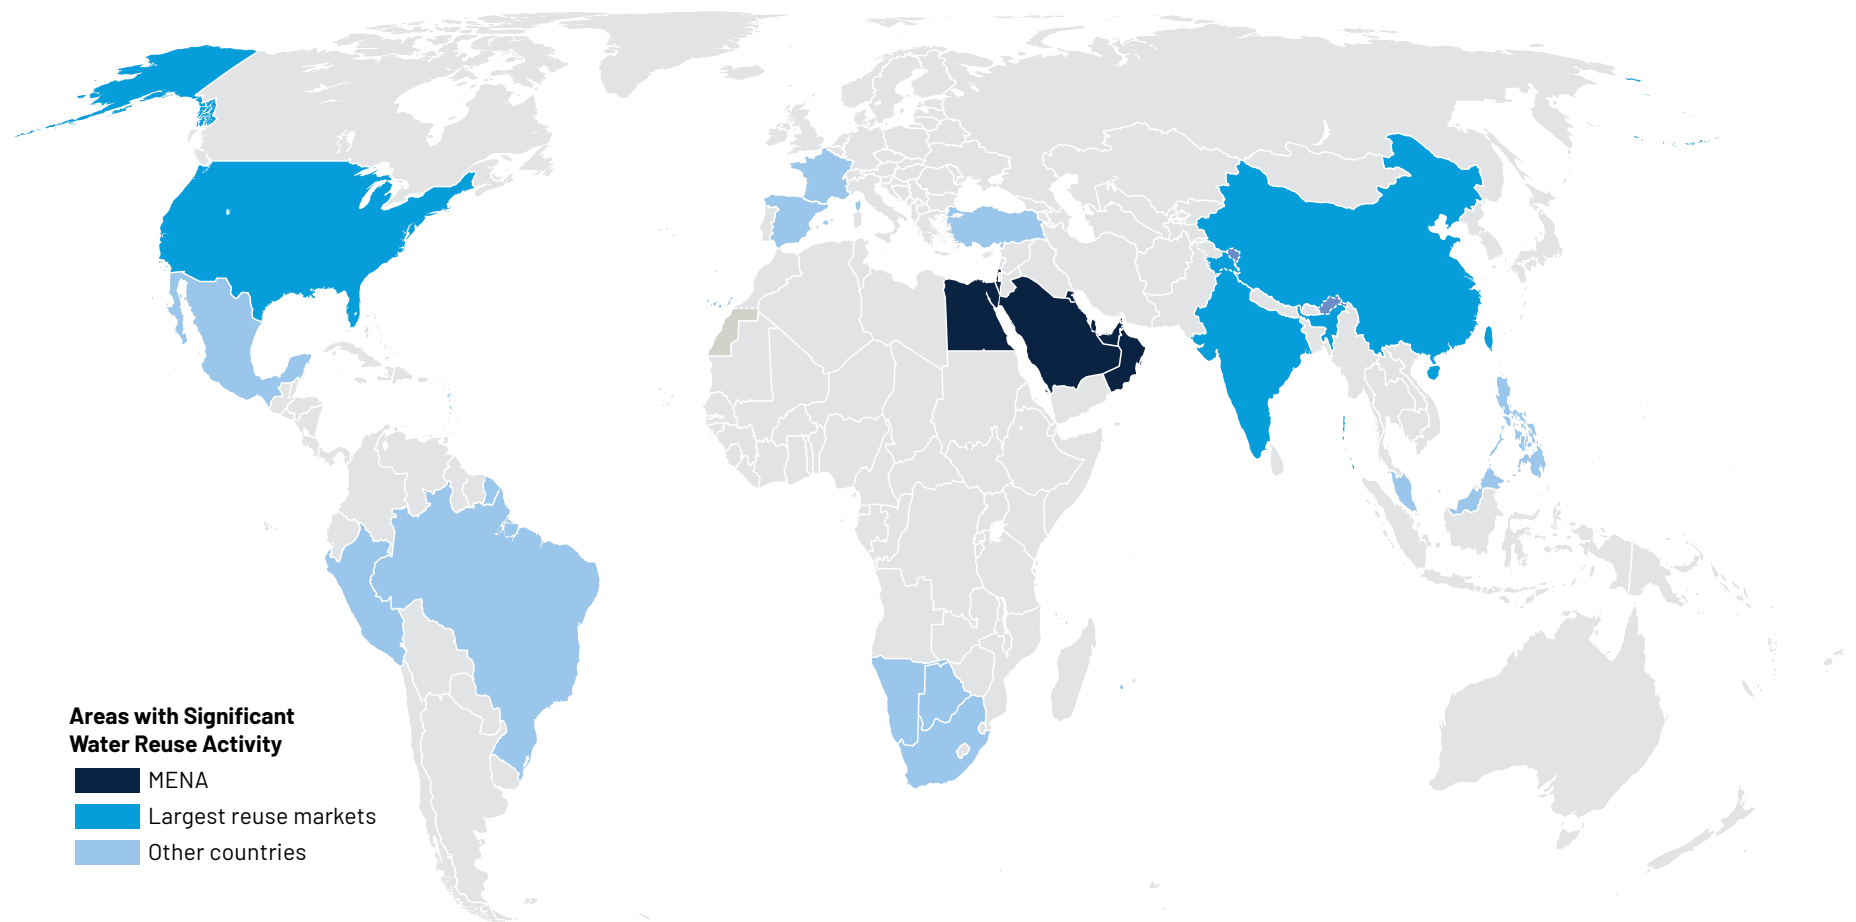 Areas with Significant
Water Reuse Activity
MENA
Largest reuse markets
Other countries